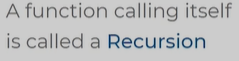 A function calling itself
is called a Recursion